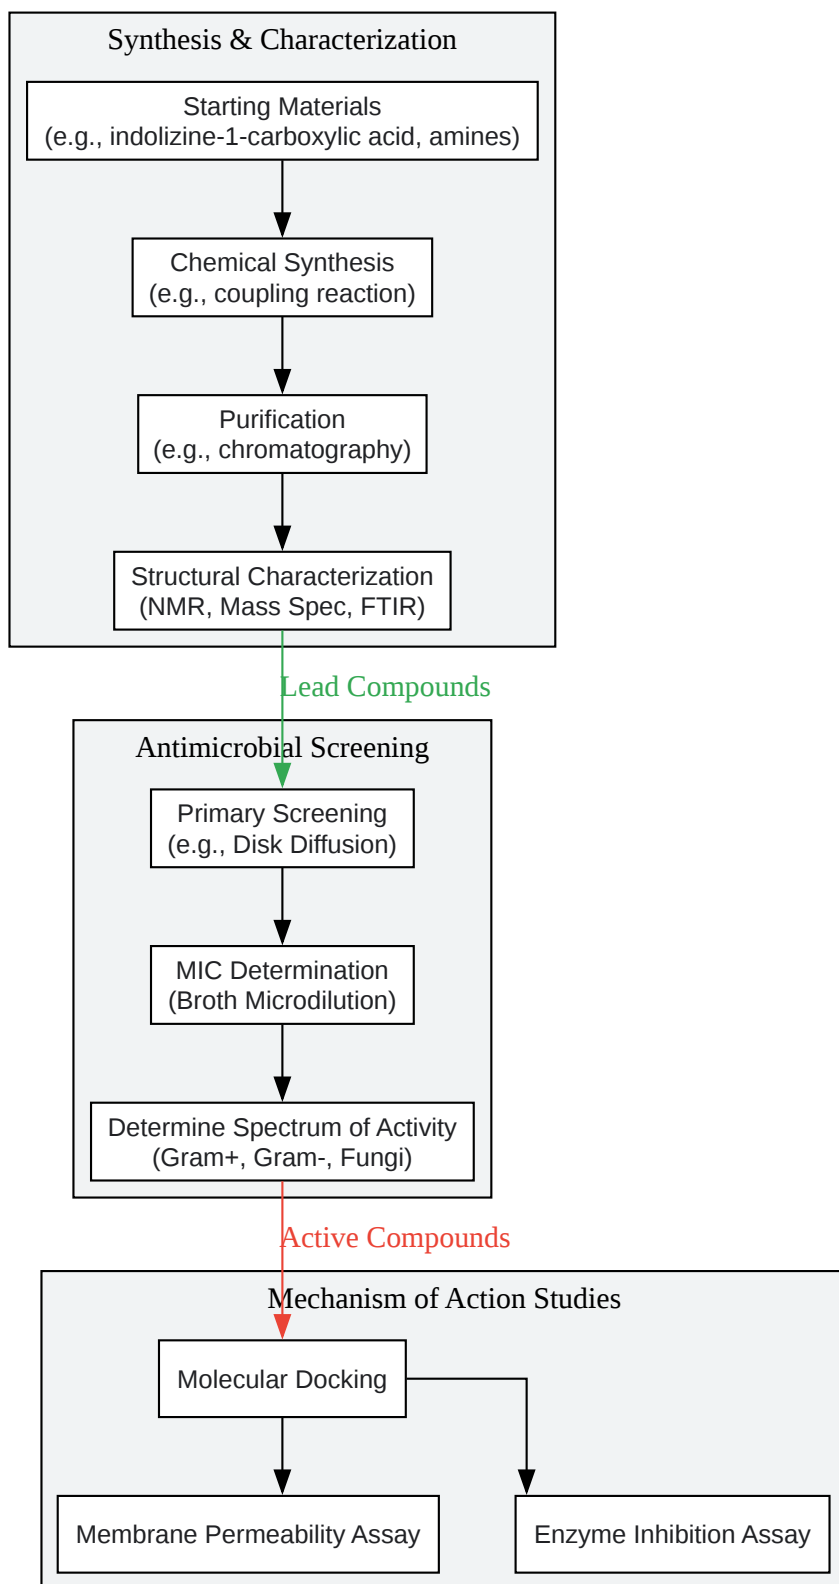 Synthesis & Characterization
Starting Materials
(e.g., indolizine-1-carboxylic acid, amines)
Chemical Synthesis
(e.g., coupling reaction)
Purification
(e.g., chromatography)
Structural Characterization
(NMR, Mass Spec, FTIR)
Lead Compounds
Antimicrobial Screening
Primary Screening
(e.g., Disk Diffusion)
MIC Determination
(Broth Microdilution)
Determine Spectrum of Activity
(Gram+, Gram-, Fungi)
Active Compounds
Mechanism of Action Studies
Molecular Docking
Membrane Permeability Assay
Enzyme Inhibition Assay